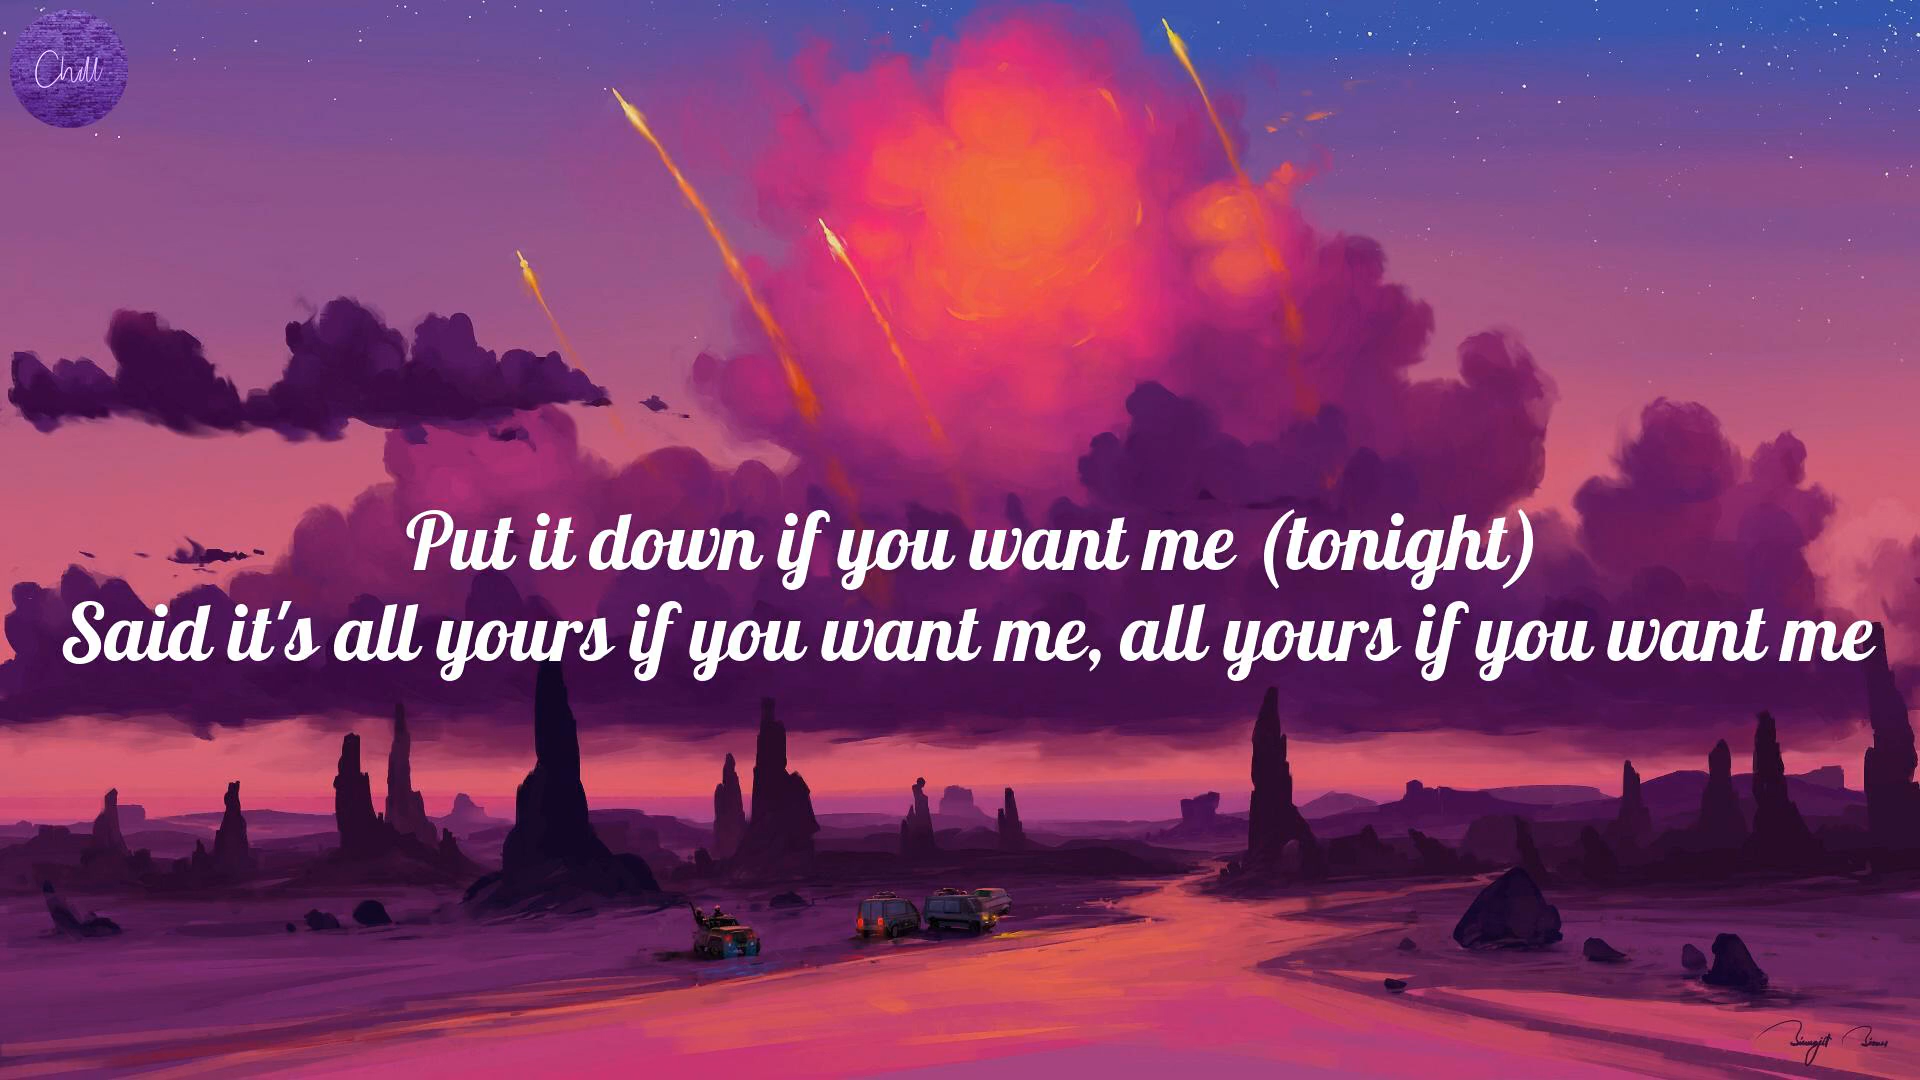 Chill
Put it down if you want me (tonight)
Said it's all yours if you want me, all yours if you want me